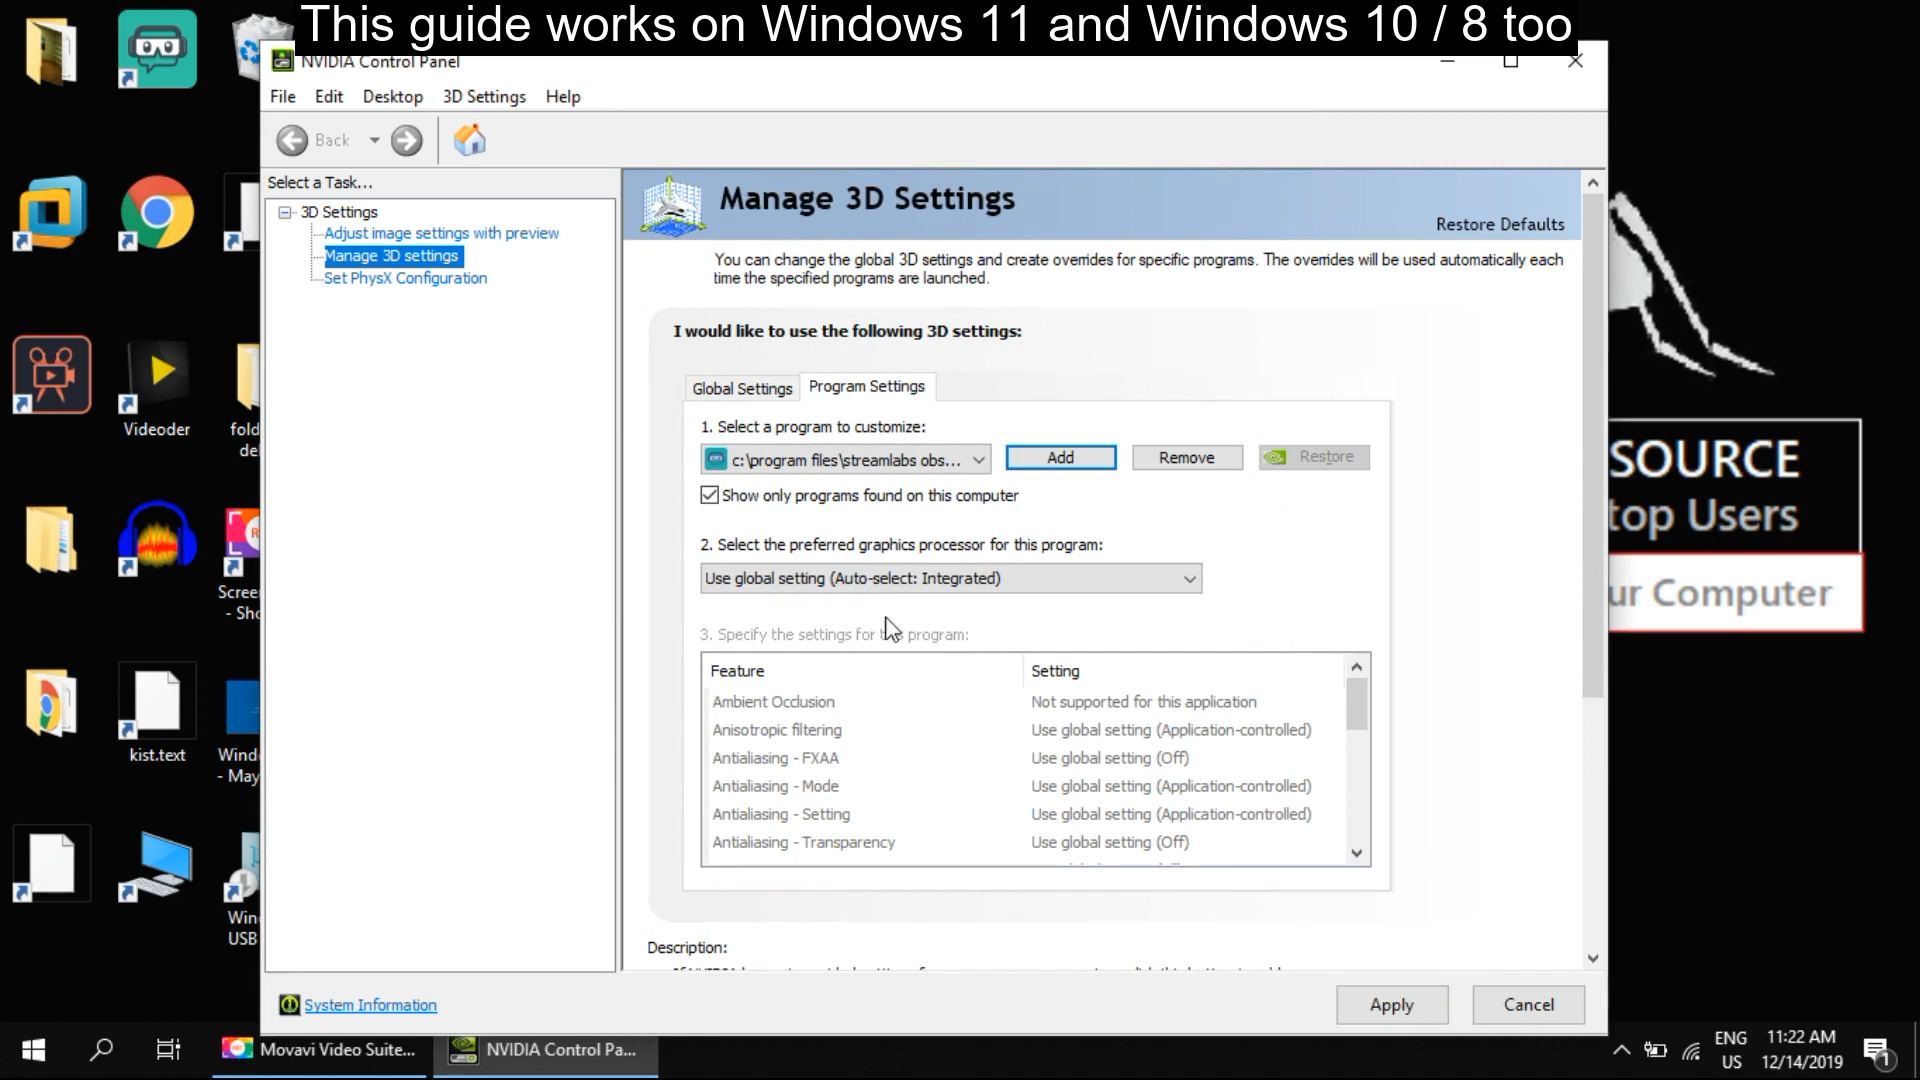 This guide works on Windows 11 and Windows 10 / 8 too
NVIDIA Control Panel
File Edit Desktop 3D Settings Help
Back
Select a Task...
3D Settings
Adjust image settings with preview
Manage 3D settings
Set PhysX Configuration
Manage 3D Settings
Restore Defaults
You can change the global 3D settings and create overrides for specific programs. The overrides will be used automatically each
time the specified programs are launched.
I would like to use the following 3D settings:
Global Settings Program Settings
1. Select a program to customize:
c:\program files\streamlabs obs... Add Remove Restore
Show only programs found on this computer
2. Select the preferred graphics processor for this program:
Use global setting (Auto-select: Integrated)
3. Specify the settings for program:
Feature Setting
Ambient Occlusion Not supported for this application
Anisotropic filtering Use global setting (Application-controlled)
Antialiasing - FXAA Use global setting (Off)
Antialiasing - Mode Use global setting (Application-controlled)
Antialiasing - Setting Use global setting (Application-controlled)
Antialiasing - Transparency Use global setting (Off)
Description:
System Information
Apply Cancel
Videoder
fold
de
Scree
- Sho
kist.text
Wind
- May
Win
USB
SOURCE
top Users
ur Computer
Movavi Video Suite...
NVIDIA Control Pa...
ENG
US
11:22 AM
12/14/2019
1